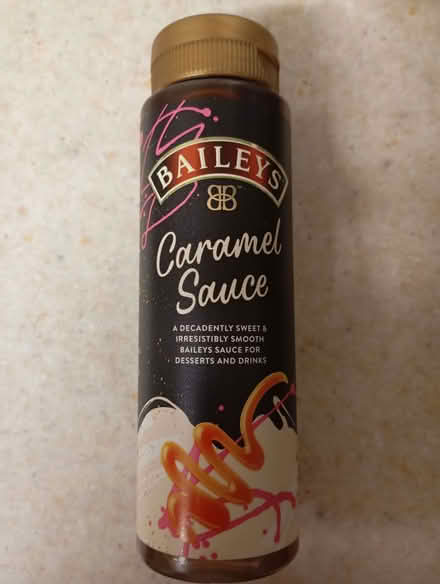 BAILEYS
Caramel
Sauce
A DECADENTLY SWEET &
IRRESISTIBLY SMOOTH
BAILEYS SAUCE FOR
DESSERTS AND DRINKS